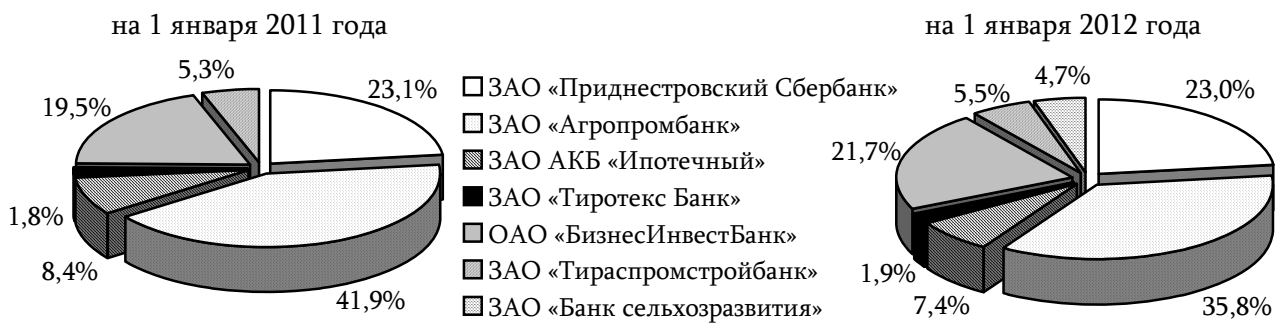 на 1 января 2011 года
5,3%
23,1%
19,5%
1,8%
8,4%
41,9%
ЗАО «Приднестровский Сбербанк»
ЗАО «Агропромбанк»
ЗАО АКБ «Ипотечный»
ЗАО «Тиротекс Банк»
ОАО «БизнесИнвестБанк»
ЗАО «Тираспромстройбанк»
ЗАО «Банк сельхозразвития»
на 1 января 2012 года
4,7%
5,5%
23,0%
21,7%
1,9%
7,4%
35,8%